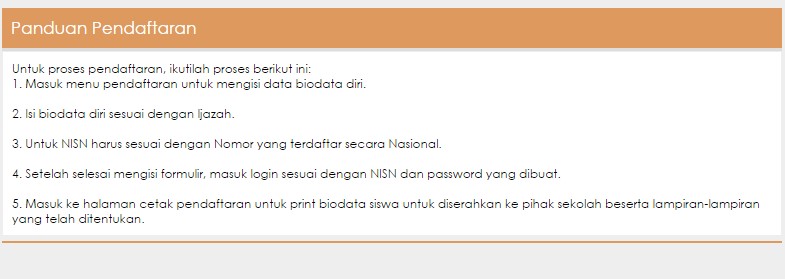 Panduan Pendaftaran
Untuk proses pendaftaran, ikutilah proses berikut ini:
1. Masuk menu pendaftaran untuk mengisi data biodata diri.
2. Isi biodata diri sesuai dengan Ijazah.
3. Untuk NISN harus sesuai dengan Nomor yang terdaftar secara Nasional.
4. Setelah selesai mengisi formulir, masuk login sesuai dengan NISN dan password yang dibuat.
5. Masuk ke halaman cetak pendaftaran untuk print biodata siswa untuk diserahkan ke pihak sekolah beserta lampiran-lampiran
yang telah ditentukan.